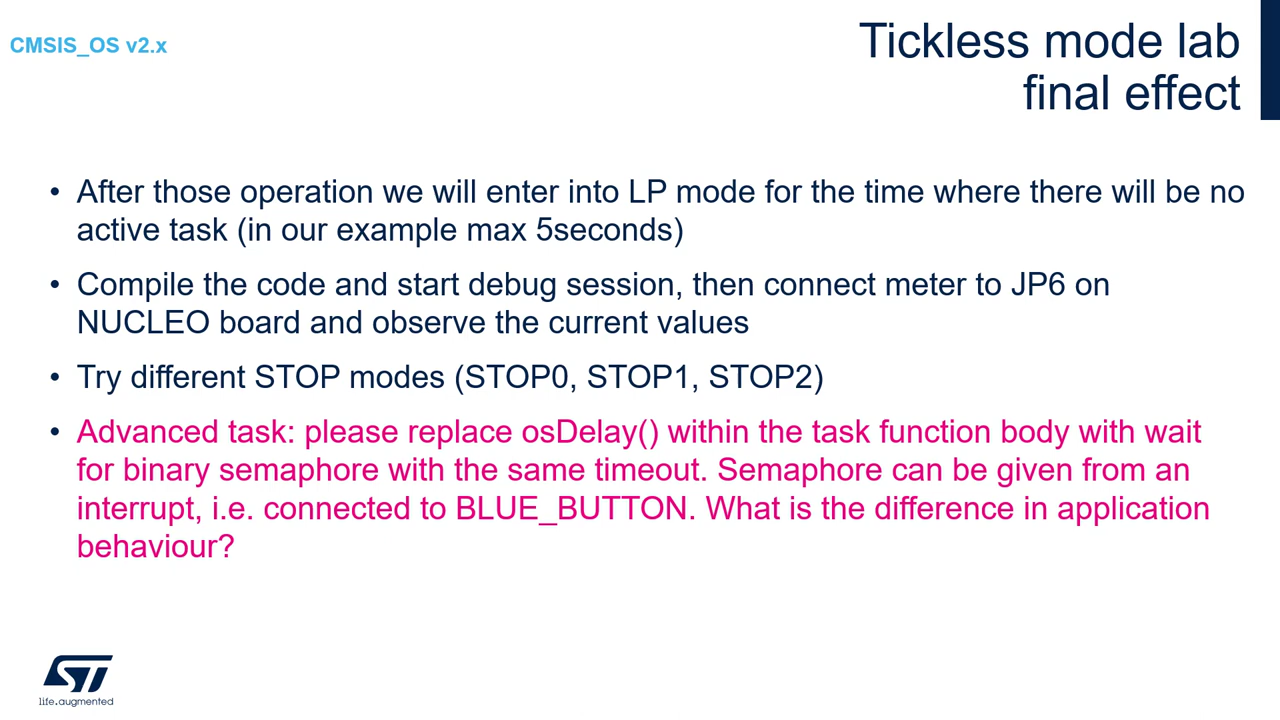 CMSIS_OS v2.x
Tickless mode lab
final effect
• After those operation we will enter into LP mode for the time where there will be no
active task (in our example max 5seconds)
• Compile the code and start debug session, then connect meter to JP6 on
NUCLEO board and observe the current values
• Try different STOP modes (STOP0, STOP1, STOP2)
• Advanced task: please replace osDelay() within the task function body with wait
for binary semaphore with the same timeout. Semaphore can be given from an
interrupt, i.e. connected to BLUE_BUTTON. What is the difference in application
behaviour?
ST
life.augmented